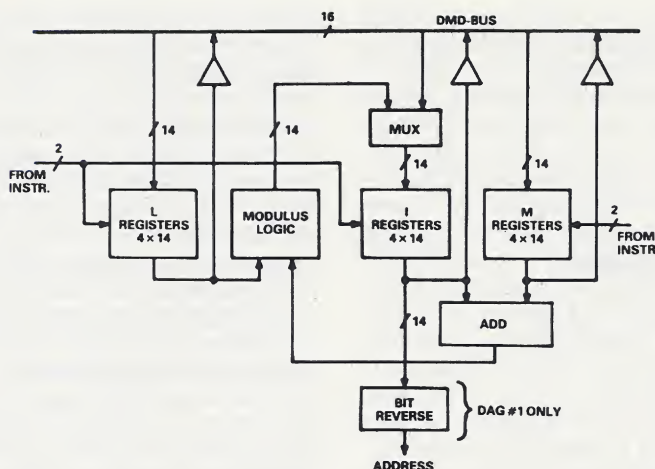 16
DMD-BUS
14
14
MUX
14
14
2
FROM
INSTR.
L
REGISTERS
4 × 14
MODULUS
LOGIC
I
REGISTERS
4 × 14
M
REGISTERS
4 × 14
2
FROM
INSTR.
14
ADD
BIT
REVERSE
DAG #1 ONLY
ADDRESS